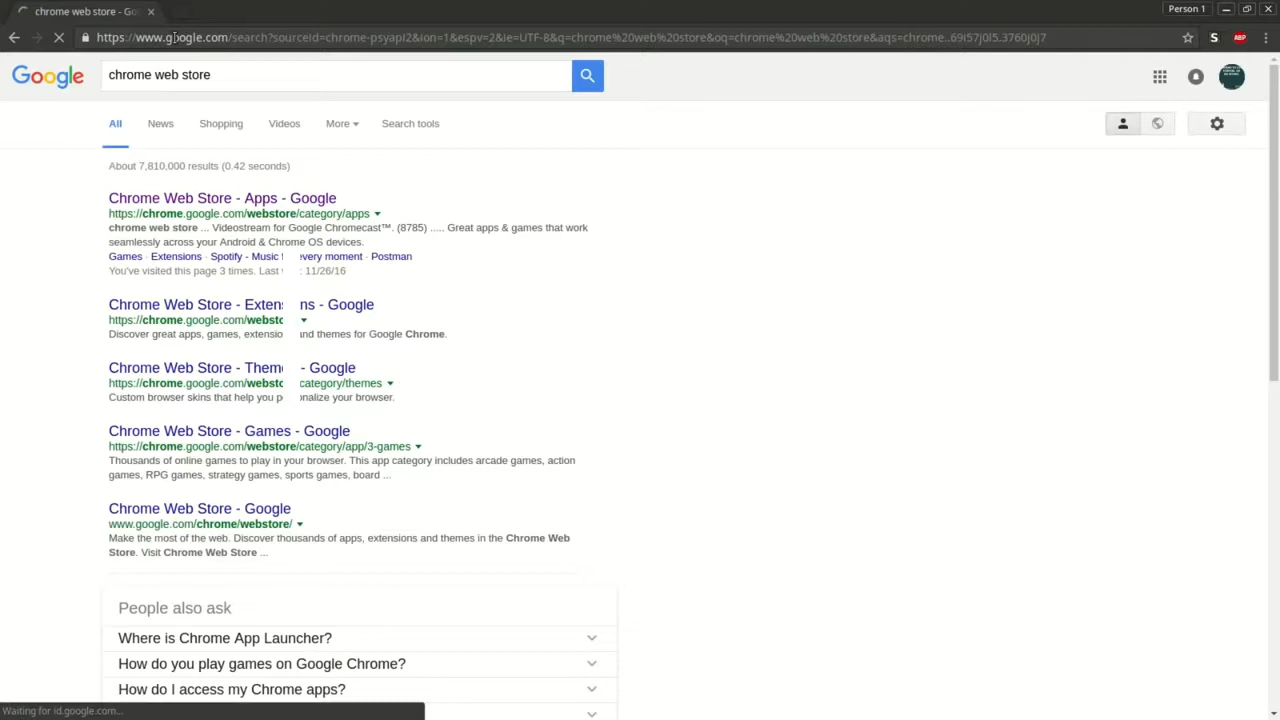 chrome web store - Go
Person 1
https://www.google.com/search?sourceid=chrome-psyapi2&ion=1&espv=2&ie=UTF-8&q=chrome%20web%20store&oq=chrome%20web%20store&aqs=chrome..69i57j0l5.3760j0j7
S
ABP
Google
chrome web store
All News Shopping Videos More Search tools
About 7,810,000 results (0.42 seconds)
Chrome Web Store - Apps - Google
https://chrome.google.com/webstore/category/apps
chrome web store ... Videostream for Google Chromecast™. (8785) ..... Great apps & games that work
seamlessly across your Android & Chrome OS devices.
Games · Extensions · Spotify - Music f every moment · Postman
You've visited this page 3 times. Last : 11/26/16
Chrome Web Store - Exten ns - Google
https://chrome.google.com/websto
Discover great apps, games, extensio and themes for Google Chrome.
Chrome Web Store - Theme - Google
https://chrome.google.com/websto category/themes
Custom browser skins that help you p onalize your browser.
Chrome Web Store - Games - Google
https://chrome.google.com/webstore/category/app/3-games
Thousands of online games to play in your browser. This app category includes arcade games, action
games, RPG games, strategy games, sports games, board ...
Chrome Web Store - Google
www.google.com/chrome/webstore/
Make the most of the web. Discover thousands of apps, extensions and themes in the Chrome Web
Store. Visit Chrome Web Store ...
People also ask
Where is Chrome App Launcher?
How do you play games on Google Chrome?
How do I access my Chrome apps?
Waiting for id.google.com...